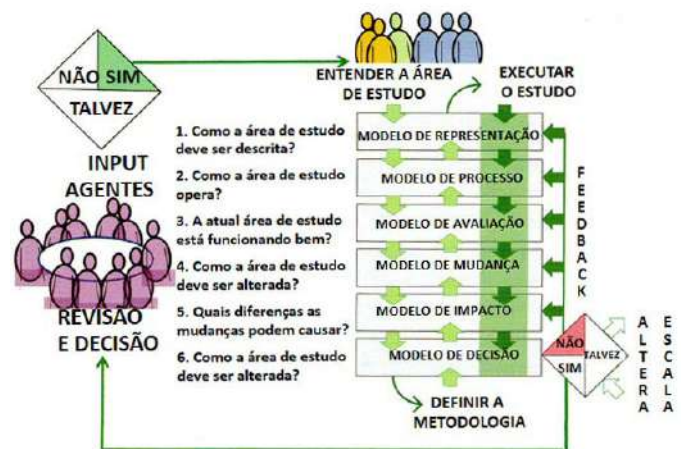 NÃO SIM
TALVEZ
INPUT
AGENTES
REVISÃO
E DECISÃO
ENTENDER A ÁREA
DE ESTUDO
EXECUTAR
O ESTUDO
1. Como a área de estudo
deve ser descrita?
2. Como a área de estudo
opera?
3. A atual área de estudo
está funcionando bem?
4. Como a área de estudo
deve ser alterada?
5. Quais diferenças as
mudanças podem causar?
6. Como a área de estudo
deve ser alterada?
MODELO DE REPRESENTAÇÃO
MODELO DE PROCESSO
MODELO DE AVALIAÇÃO
MODELO DE MUDANÇA
MODELO DE IMPACTO
MODELO DE DECISÃO
DEFINIR A
METODOLOGIA
FEEDBACK
NÃO
TALVEZ
SIM
ALTERA
ESCALA